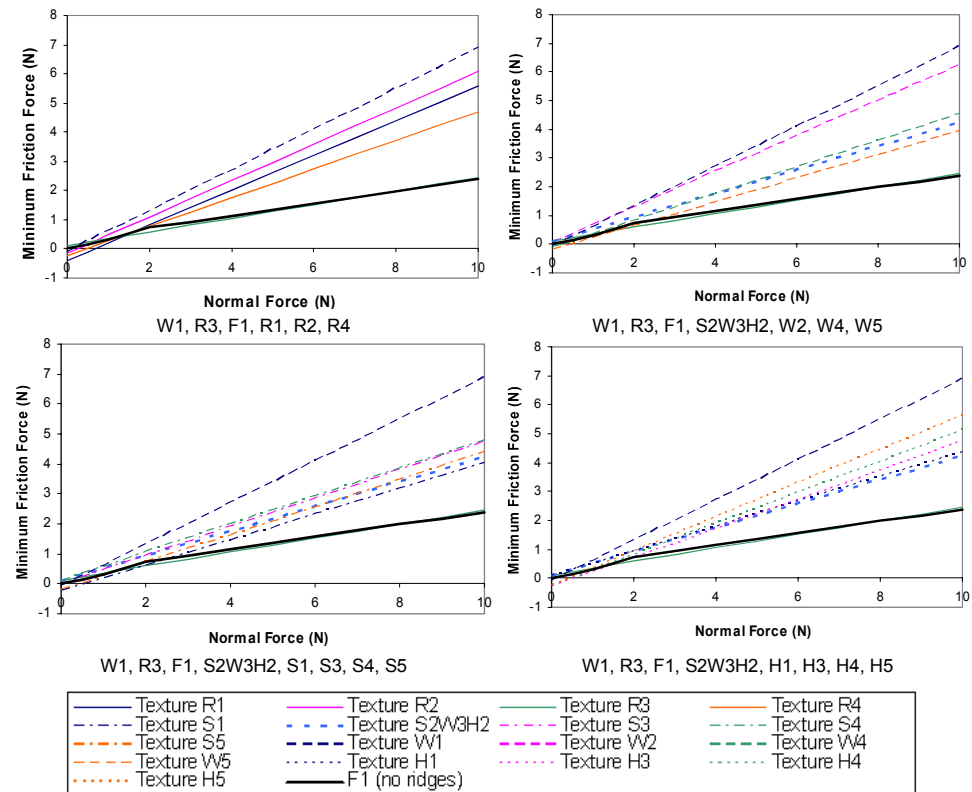 Minimum Friction Force (N)
8
7
6
5
4
3
2
1
0
-1
0 2 4 6 8 10
Normal Force (N)
W1, R3, F1, R1, R2, R4
Minimum Friction Force (N)
8
7
6
5
4
3
2
1
0
-1
0 2 4 6 8 10
Normal Force (N)
W1, R3, F1, S2W3H2, W2, W4, W5
Minimum Friction Force (N)
8
7
6
5
4
3
2
1
0
-1
0 2 4 6 8 10
Normal Force (N)
W1, R3, F1, S2W3H2, S1, S3, S4, S5
Minimum Friction Force (N)
8
7
6
5
4
3
2
1
0
-1
0 2 4 6 8 10
Normal Force (N)
W1, R3, F1, S2W3H2, H1, H3, H4, H5
Texture R1 Texture R2 Texture R3 Texture R4
Texture S1 Texture S2W3H2 Texture S3 Texture S4
Texture S5 Texture W1 Texture W2 Texture W4
Texture W5 Texture H1 Texture H3 Texture H4
Texture H5 F1 (no ridges)